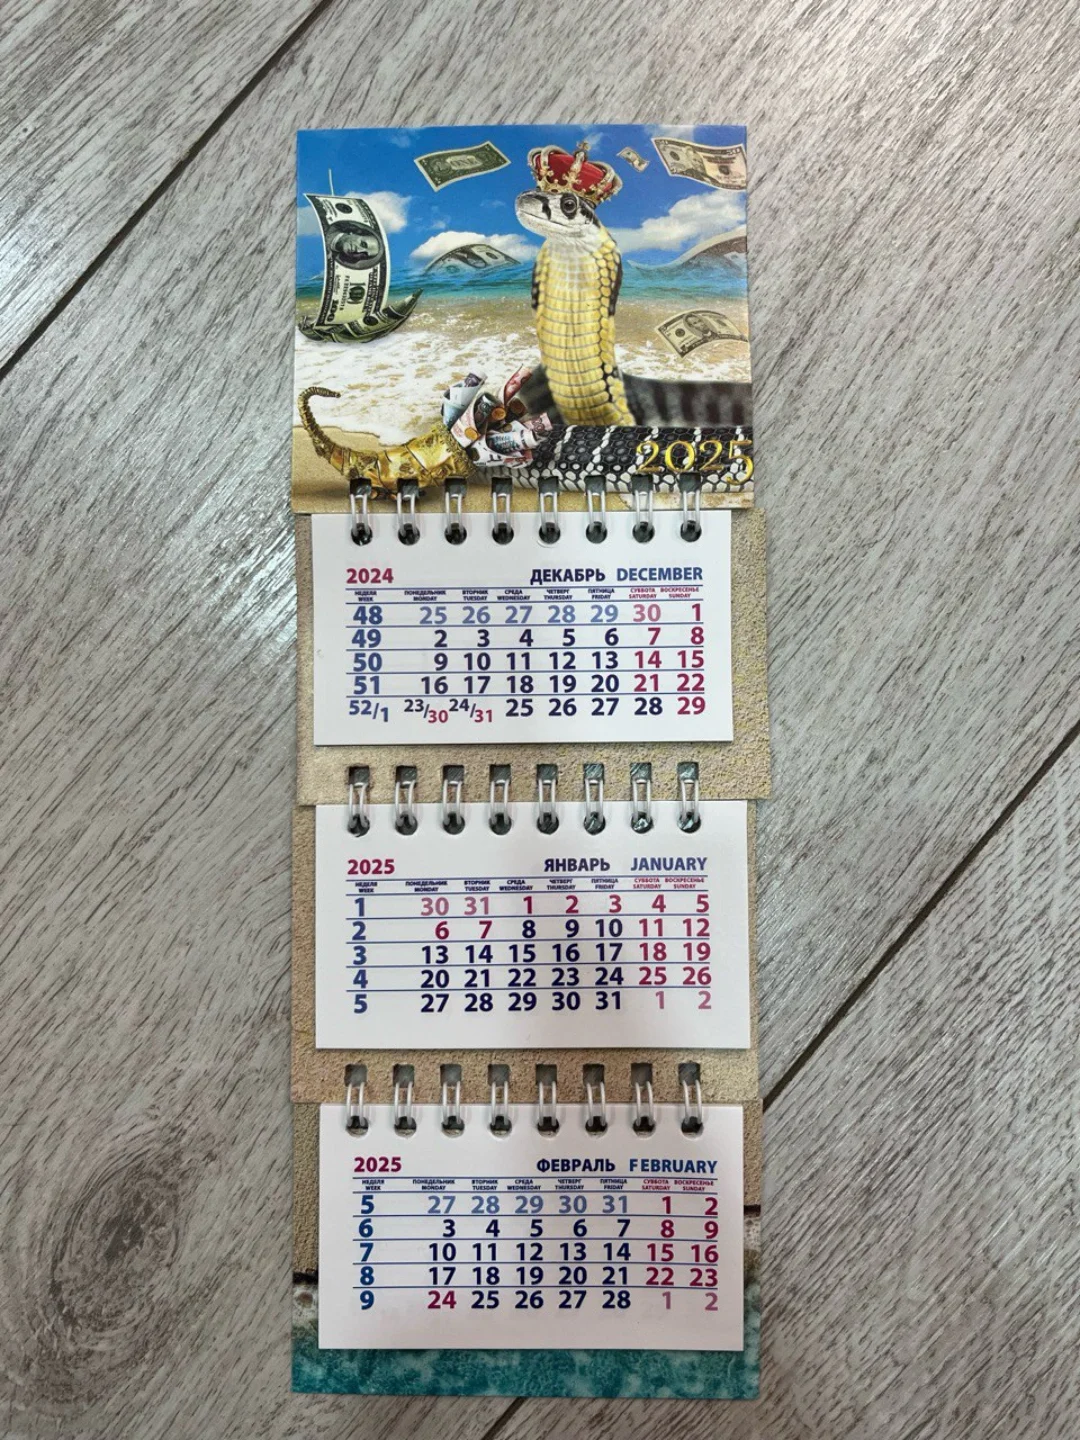 2025
2024 ДЕКАБРЬ DECEMBER
НЕДЕЛЯ ПОНЕДЕЛЬНИК ВТОРНИК СРЕДА ЧЕТВЕРГ ПЯТНИЦА СУББОТА ВОСКРЕСЕНЬЕ
WEEK MONDAY TUESDAY WEDNESDAY THURSDAY FRIDAY SATURDAY SUNDAY
48 25 26 27 28 29 30 1
49 2 3 4 5 6 7 8
50 9 10 11 12 13 14 15
51 16 17 18 19 20 21 22
52/1 23/30 24/31 25 26 27 28 29
2025 ЯНВАРЬ JANUARY
НЕДЕЛЯ ПОНЕДЕЛЬНИК ВТОРНИК СРЕДА ЧЕТВЕРГ ПЯТНИЦА СУББОТА ВОСКРЕСЕНЬЕ
WEEK MONDAY TUESDAY WEDNESDAY THURSDAY FRIDAY SATURDAY SUNDAY
1 30 31 1 2 3 4 5
2 6 7 8 9 10 11 12
3 13 14 15 16 17 18 19
4 20 21 22 23 24 25 26
5 27 28 29 30 31 1 2
2025 ФЕВРАЛЬ FEBRUARY
НЕДЕЛЯ ПОНЕДЕЛЬНИК ВТОРНИК СРЕДА ЧЕТВЕРГ ПЯТНИЦА СУББОТА ВОСКРЕСЕНЬЕ
WEEK MONDAY TUESDAY WEDNESDAY THURSDAY FRIDAY SATURDAY SUNDAY
5 27 28 29 30 31 1 2
6 3 4 5 6 7 8 9
7 10 11 12 13 14 15 16
8 17 18 19 20 21 22 23
9 24 25 26 27 28 1 2